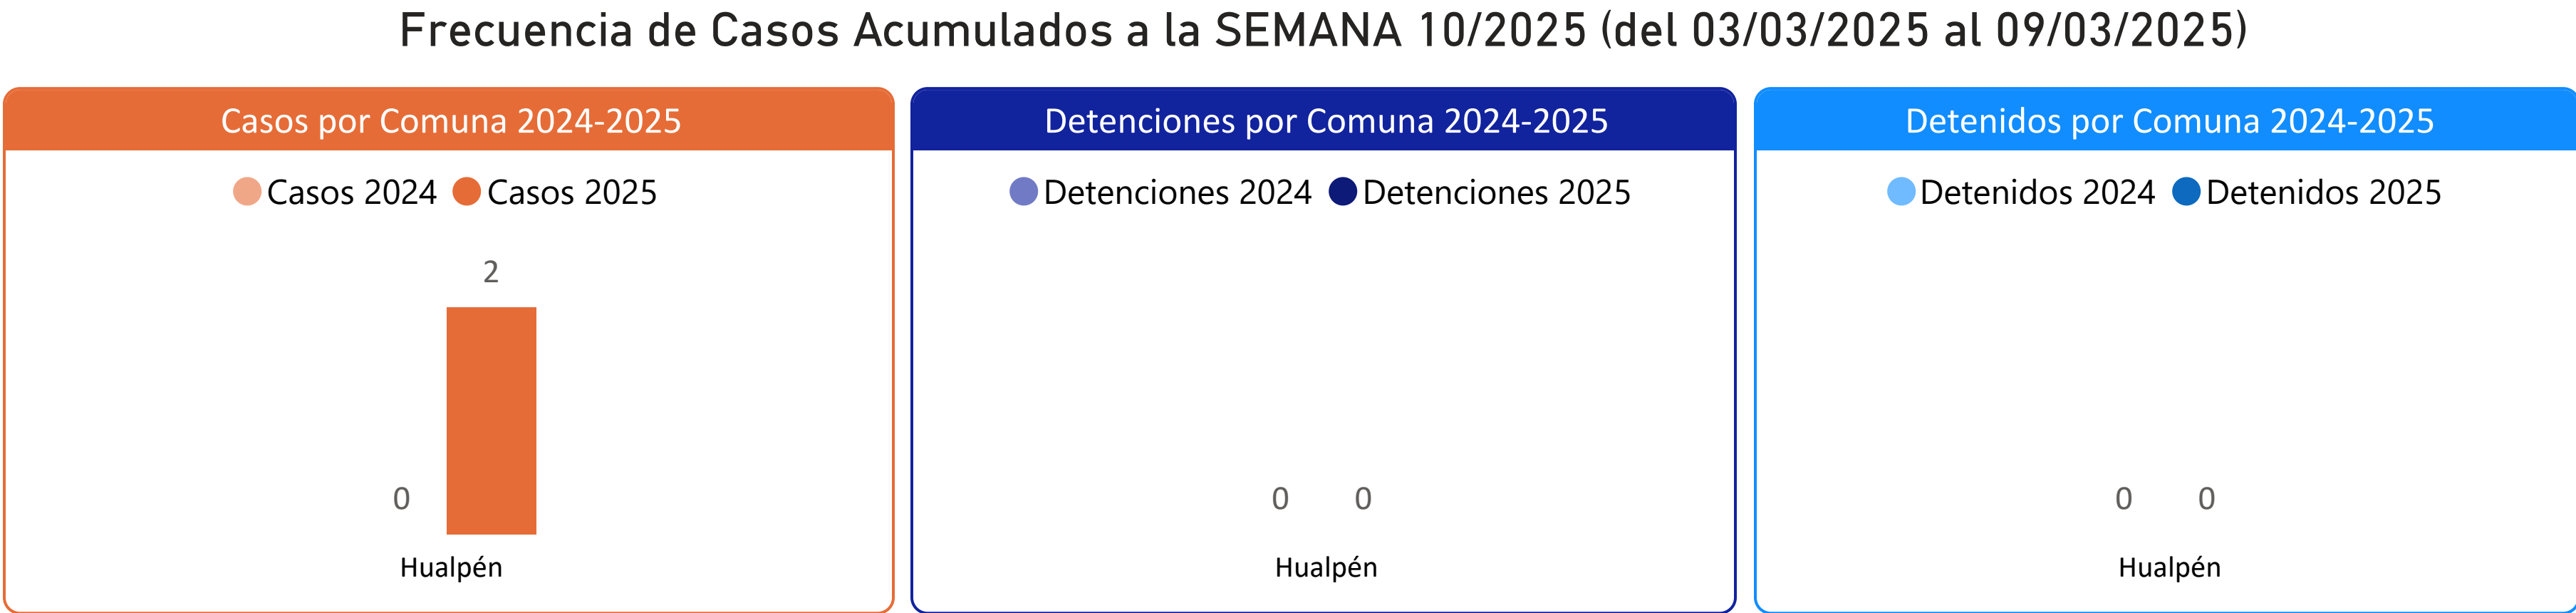 Frecuencia de Casos Acumulados a la SEMANA 10/2025 (del 03/03/2025 al 09/03/2025)
Casos por Comuna 2024-2025
Casos 2024 Casos 2025
2
0
Hualpén
Detenciones por Comuna 2024-2025
Detenciones 2024 Detenciones 2025
0 0
Hualpén
Detenidos por Comuna 2024-2025
Detenidos 2024 Detenidos 2025
0 0
Hualpén